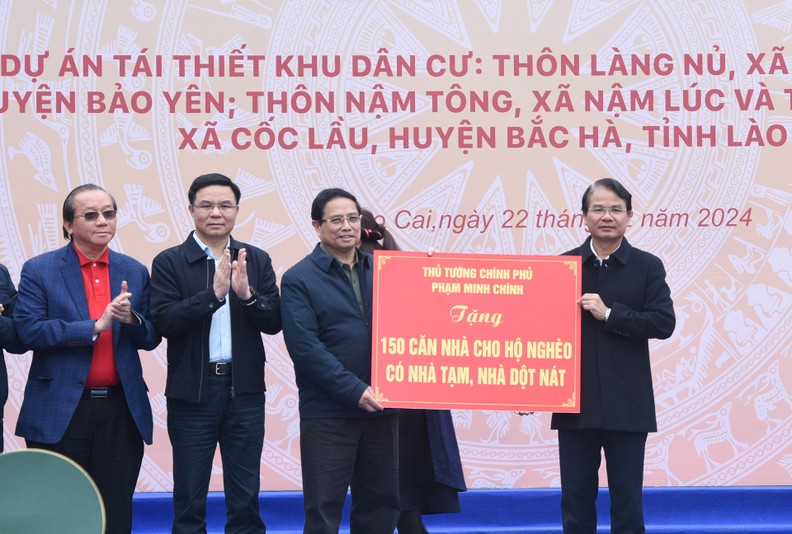 DỰ ÁN TÁI THIẾT KHU DÂN CƯ: THÔN LÀNG NỦ, XÃ
UYỆN BẢO YÊN; THÔN NẬM TÔNG, XÃ NẬM LÚC VÀ T
XÃ CỐC LẦU, HUYỆN BẮC HÀ, TỈNH LÀO
o Cai,ngày 22 tháng 2 năm 2024
THỦ TƯỚNG CHÍNH PHỦ
PHẠM MINH CHÍNH
Tặng
150 CĂN NHÀ CHO HỘ NGHÈO
CÓ NHÀ TẠM, NHÀ DỘT NÁT